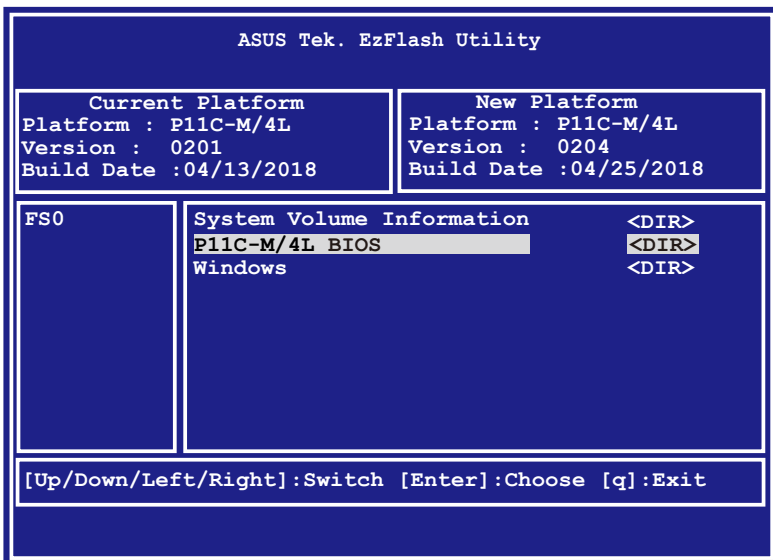 ASUS Tek. EzFlash Utility
Current Platform
Platform : P11C-M/4L
Version : 0201
Build Date :04/13/2018
New Platform
Platform : P11C-M/4L
Version : 0204
Build Date :04/25/2018
FS0
System Volume Information <DIR>
P11C-M/4L BIOS <DIR>
Windows <DIR>
[Up/Down/Left/Right]:Switch [Enter]:Choose [q]:Exit